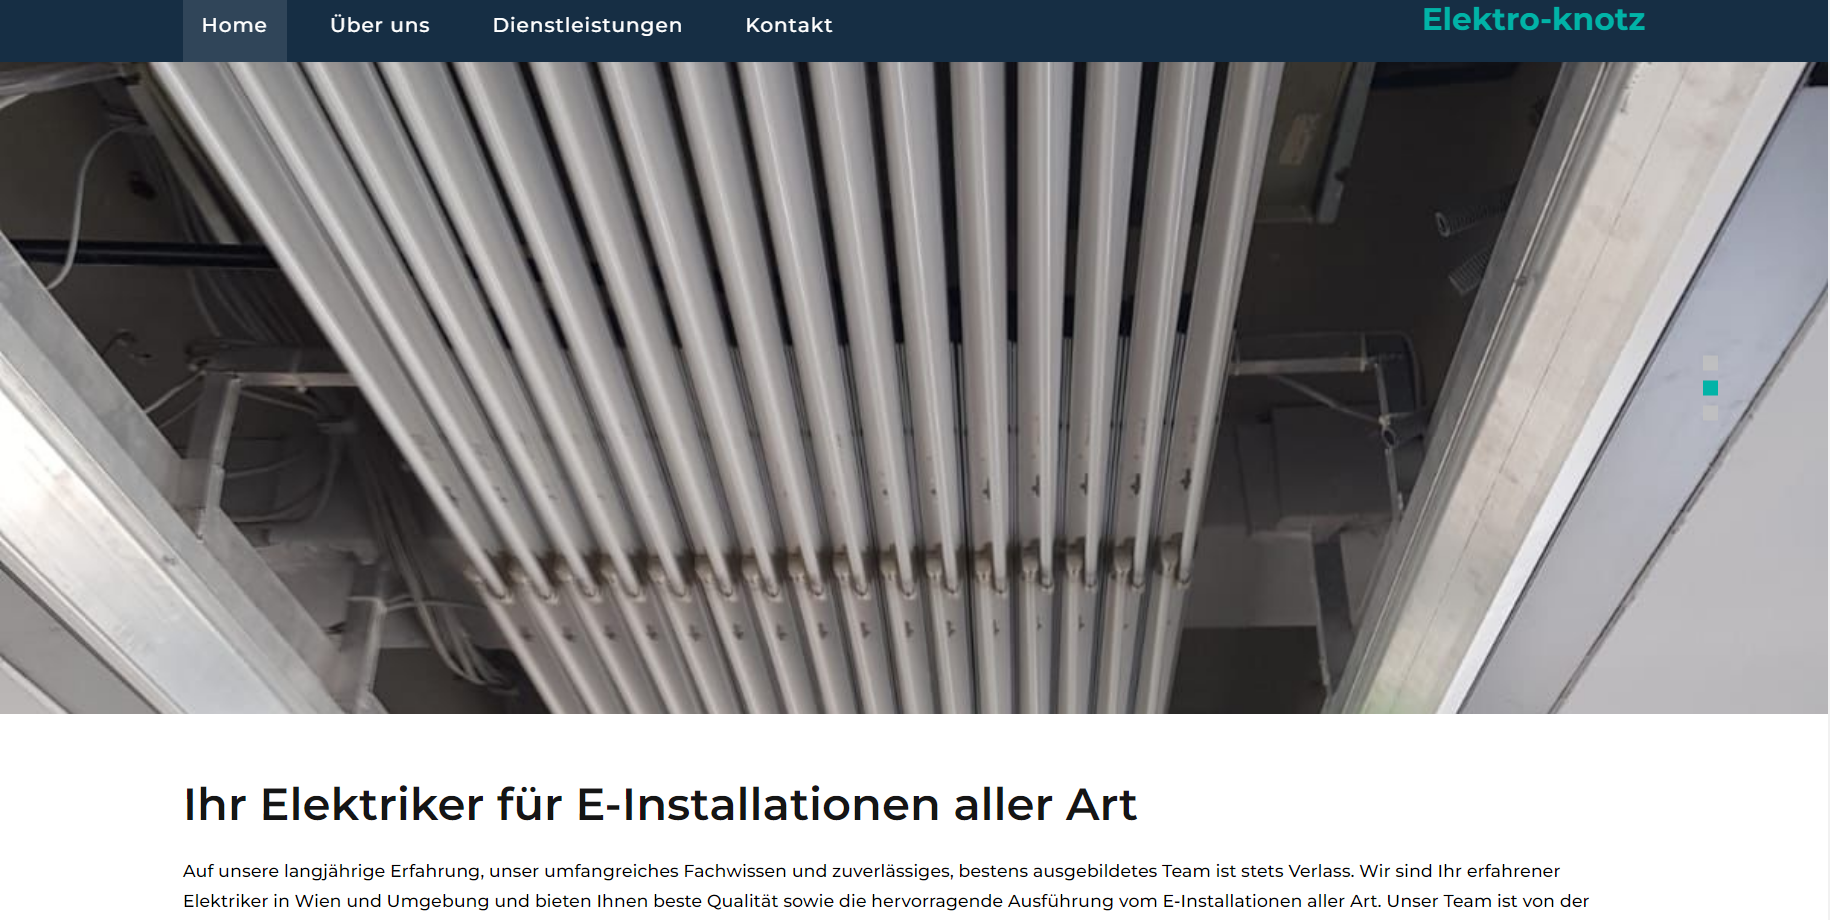 Home Über uns Dienstleistungen Kontakt Elektro-knotz
Ihr Elektriker für E-Installationen aller Art
Auf unsere langjährige Erfahrung, unser umfangreiches Fachwissen und zuverlässiges, bestens ausgebildetes Team ist stets Verlass. Wir sind Ihr erfahrener
Elektriker in Wien und Umgebung und bieten Ihnen beste Qualität sowie die hervorragende Ausführung vom E-Installationen aller Art. Unser Team ist von der